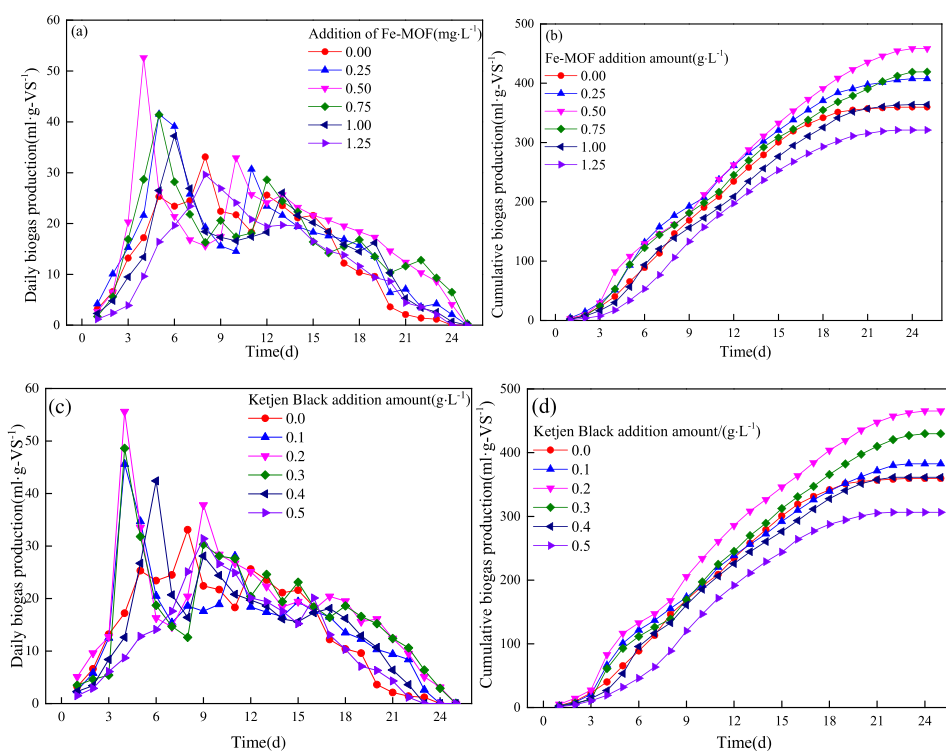 (a)
Addition of Fe-MOF(mg·L-1)
0.00
0.25
0.50
0.75
1.00
1.25
Daily biogas production(ml·g-VS-1)
60
50
40
30
20
10
0
0 3 6 9 12 15 18 21 24
Time(d)
(b)
Fe-MOF addition amount(g·L-1)
0.00
0.25
0.50
0.75
1.00
1.25
Cumulative biogas production(ml·g-VS-1)
500
400
300
200
100
0
0 3 6 9 12 15 18 21 24
Time(d)
(c)
Ketjen Black addition amount(g·L-1)
0.0
0.1
0.2
0.3
0.4
0.5
Daily biogas production(ml·g-VS-1)
60
50
40
30
20
10
0
0 3 6 9 12 15 18 21 24
Time(d)
(d)
Ketjen Black addition amount/(g·L-1)
0.0
0.1
0.2
0.3
0.4
0.5
Cumulative biogas production(ml·g-VS-1)
500
400
300
200
100
0
0 3 6 9 12 15 18 21 24
Time(d)